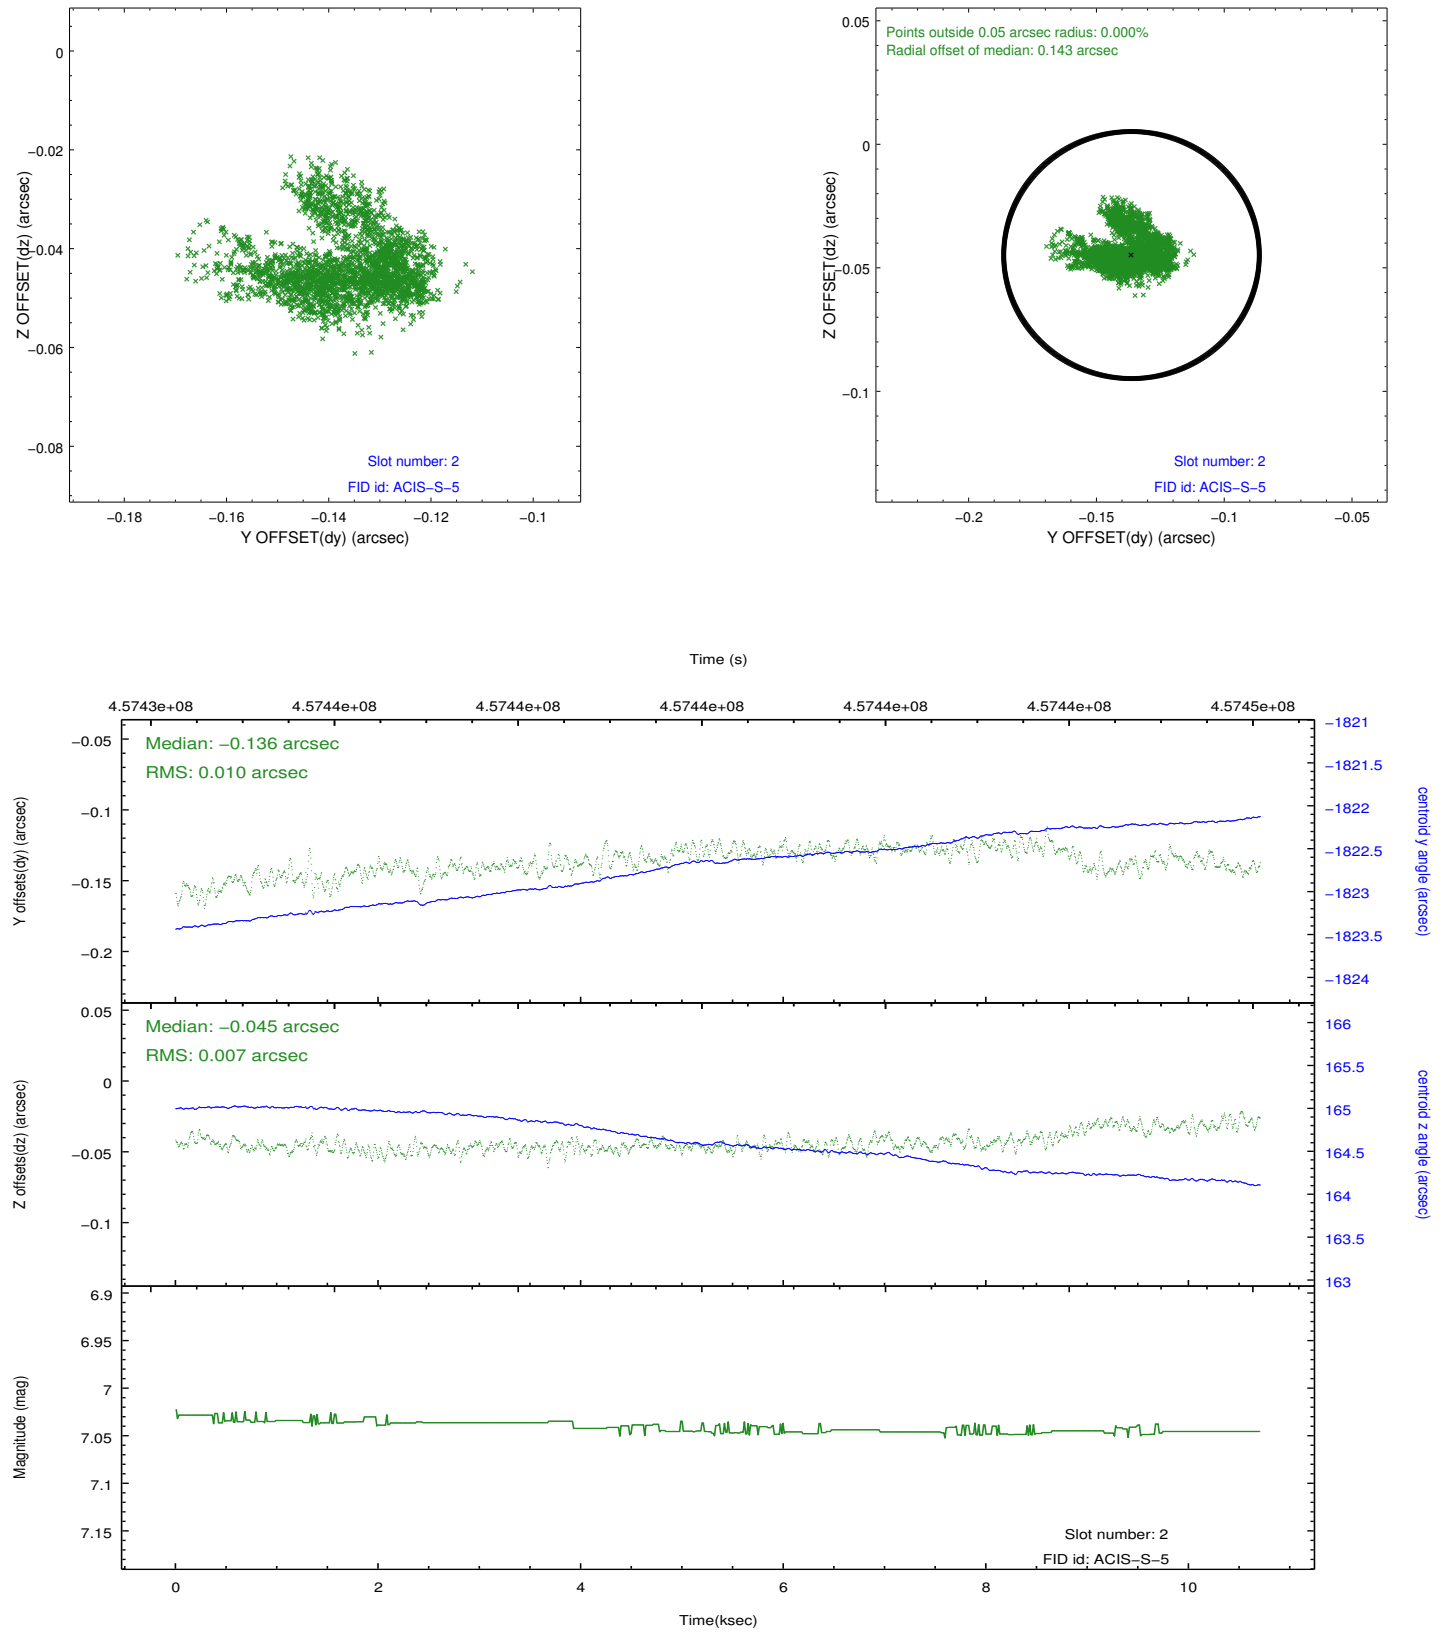 0
−0.02
−0.04
−0.06
−0.08
Z OFFSET(dz) (arcsec)
−0.18
−0.16
−0.14
−0.12
−0.1
Y OFFSET(dy) (arcsec)
Slot number: 2
FID id: ACIS−S−5
Points outside 0.05 arcsec radius: 0.000%
Radial offset of median: 0.143 arcsec
0.05
0
−0.05
−0.1
Z OFFSET(dz) (arcsec)
Slot number: 2
FID id: ACIS−S−5
−0.2
−0.15
−0.1
−0.05
Y OFFSET(dy) (arcsec)
Time (s)
4.5743e+08
4.5744e+08
4.5744e+08
4.5744e+08
4.5744e+08
4.5744e+08
4.5745e+08
Median: −0.136 arcsec
RMS: 0.010 arcsec
−0.05
−0.1
−0.15
−0.2
Y offsets(dy) (arcsec)
−1821
−1821.5
−1822
−1822.5
−1823
−1823.5
−1824
centroid y angle (arcsec)
Median: −0.045 arcsec
RMS: 0.007 arcsec
0.05
0
−0.05
−0.1
Z offsets(dz) (arcsec)
166
165.5
165
164.5
164
163.5
163
centroid z angle (arcsec)
6.9
6.95
7
7.05
7.1
7.15
Magnitude (mag)
Slot number: 2
FID id: ACIS−S−5
0
2
4
6
8
10
Time(ksec)